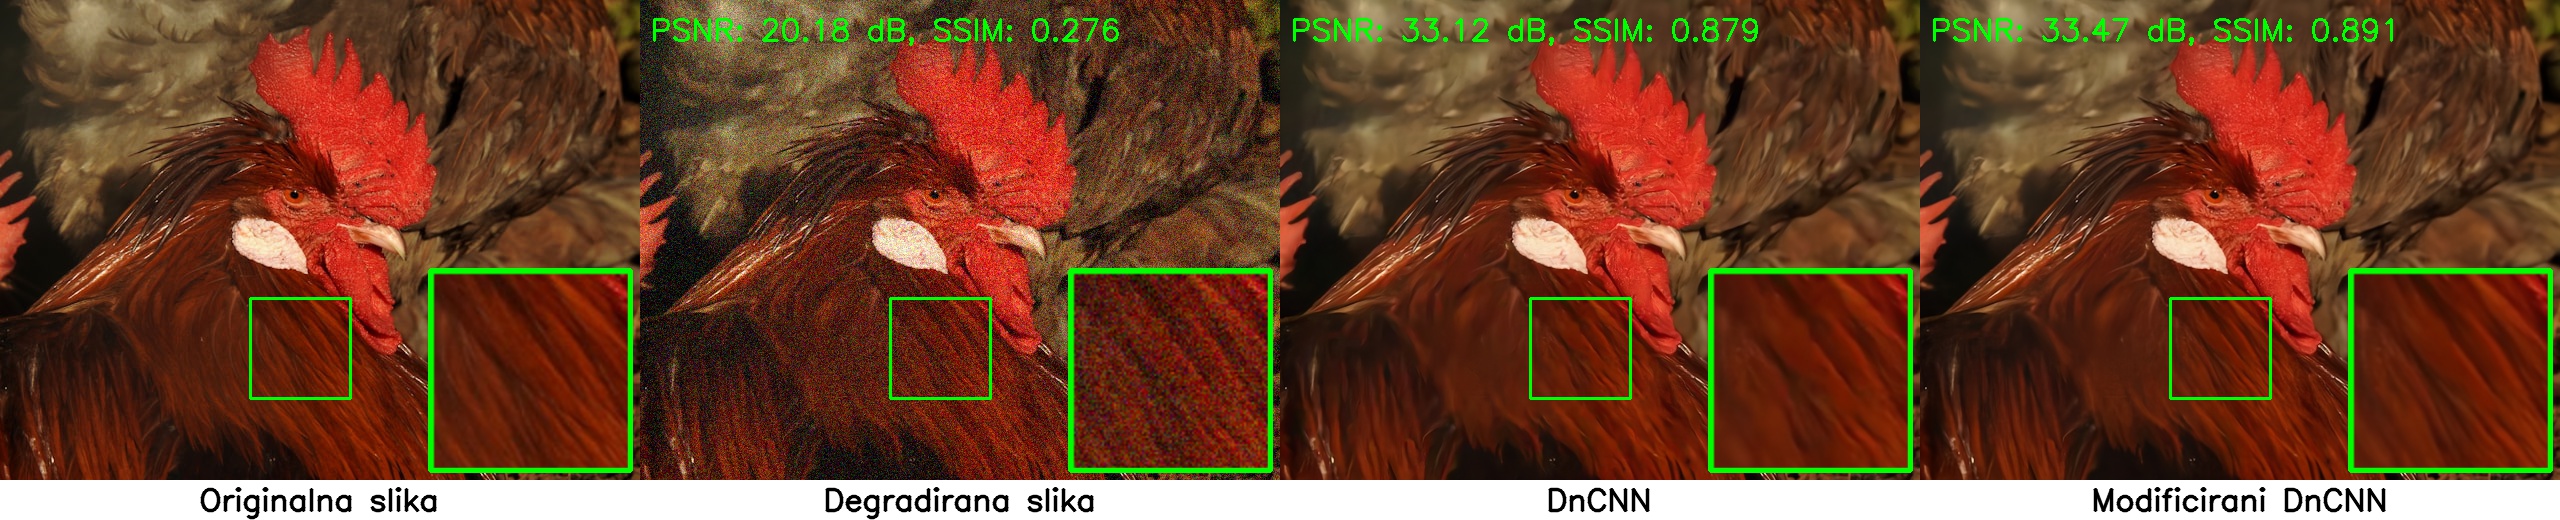 PSNR: 20.18 dB, SSIM: 0.276
PSNR: 33.12 dB, SSIM: 0.879
PSNR: 33.47 dB, SSIM: 0.891
Originalna slika
Degradirana slika
DnCNN
Modificirani DnCNN